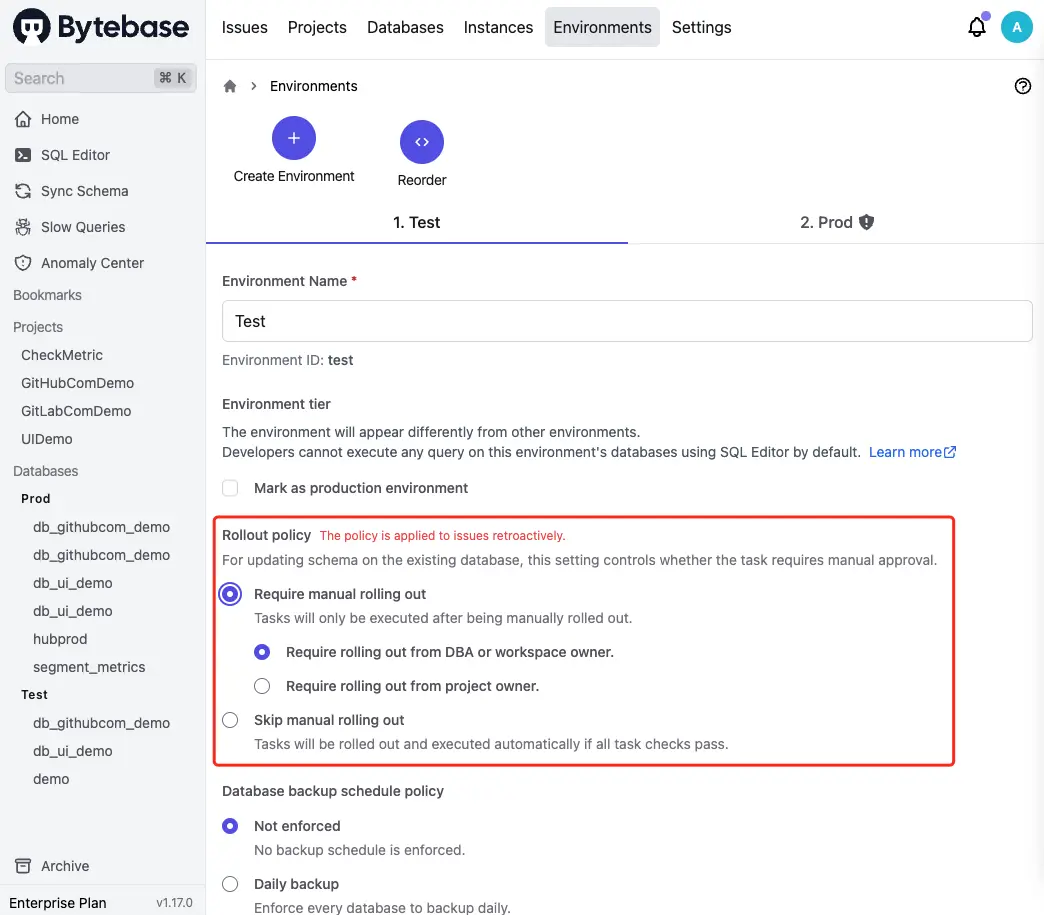 Bytebase
Issues Projects Databases Instances Environments Settings
A
Search ⌘ K
Home
SQL Editor
Sync Schema
Slow Queries
Anomaly Center
Bookmarks
Projects
CheckMetric
GitHubComDemo
GitLabComDemo
UIDemo
Databases
Prod
db_githubcom_demo
db_githubcom_demo
db_ui_demo
db_ui_demo
hubprod
segment_metrics
Test
db_githubcom_demo
db_ui_demo
demo
Archive
Enterprise Plan v1.17.0
Environments
Create Environment
Reorder
1. Test
2. Prod
Environment Name *
Test
Environment ID: test
Environment tier
The environment will appear differently from other environments.
Developers cannot execute any query on this environment's databases using SQL Editor by default. Learn more
Mark as production environment
Rollout policy The policy is applied to issues retroactively.
For updating schema on the existing database, this setting controls whether the task requires manual approval.
Require manual rolling out
Tasks will only be executed after being manually rolled out.
Require rolling out from DBA or workspace owner.
Require rolling out from project owner.
Skip manual rolling out
Tasks will be rolled out and executed automatically if all task checks pass.
Database backup schedule policy
Not enforced
No backup schedule is enforced.
Daily backup
Enforce every database to backup daily.